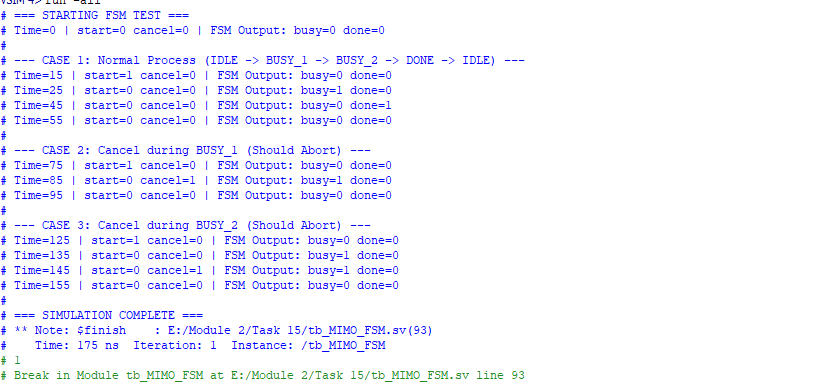 # === STARTING FSM TEST ===
# Time=0 | start=0 cancel=0 | FSM Output: busy=0 done=0
#
# --- CASE 1: Normal Process (IDLE -> BUSY_1 -> BUSY_2 -> DONE -> IDLE) ---
# Time=15 | start=1 cancel=0 | FSM Output: busy=0 done=0
# Time=25 | start=0 cancel=0 | FSM Output: busy=1 done=0
# Time=45 | start=0 cancel=0 | FSM Output: busy=0 done=1
# Time=55 | start=0 cancel=0 | FSM Output: busy=0 done=0
#
# --- CASE 2: Cancel during BUSY_1 (Should Abort) ---
# Time=75 | start=1 cancel=0 | FSM Output: busy=0 done=0
# Time=85 | start=0 cancel=1 | FSM Output: busy=1 done=0
# Time=95 | start=0 cancel=0 | FSM Output: busy=0 done=0
#
# --- CASE 3: Cancel during BUSY_2 (Should Abort) ---
# Time=125 | start=1 cancel=0 | FSM Output: busy=0 done=0
# Time=135 | start=0 cancel=0 | FSM Output: busy=1 done=0
# Time=145 | start=0 cancel=1 | FSM Output: busy=1 done=0
# Time=155 | start=0 cancel=0 | FSM Output: busy=0 done=0
#
# === SIMULATION COMPLETE ===
# ** Note: $finish    : E:/Module 2/Task 15/tb_MIMO_FSM.sv(93)
#    Time: 175 ns  Iteration: 1  Instance: /tb_MIMO_FSM
# 1
# Break in Module tb_MIMO_FSM at E:/Module 2/Task 15/tb_MIMO_FSM.sv line 93